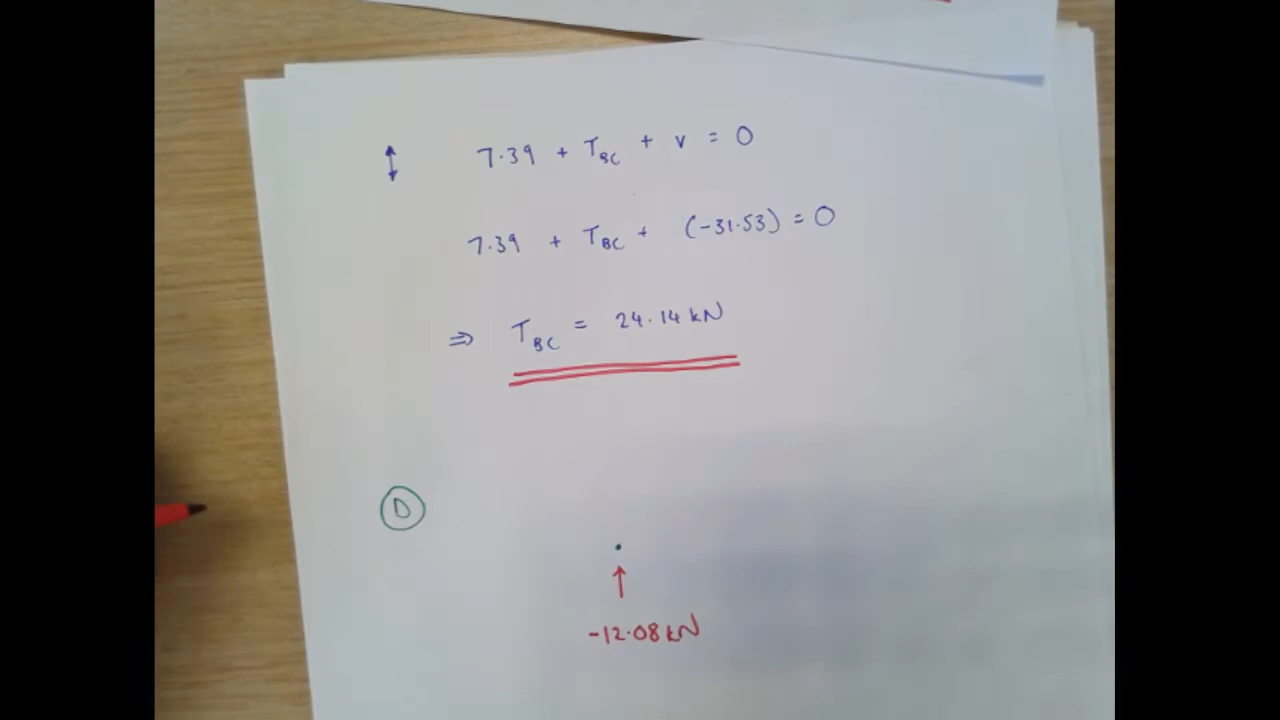 ↕ 7.39 + T_BC + V = 0
7.39 + T_BC + (-31.53) = 0
⇒ T_BC = 24.14 kN
D
↑
-12.08 kN